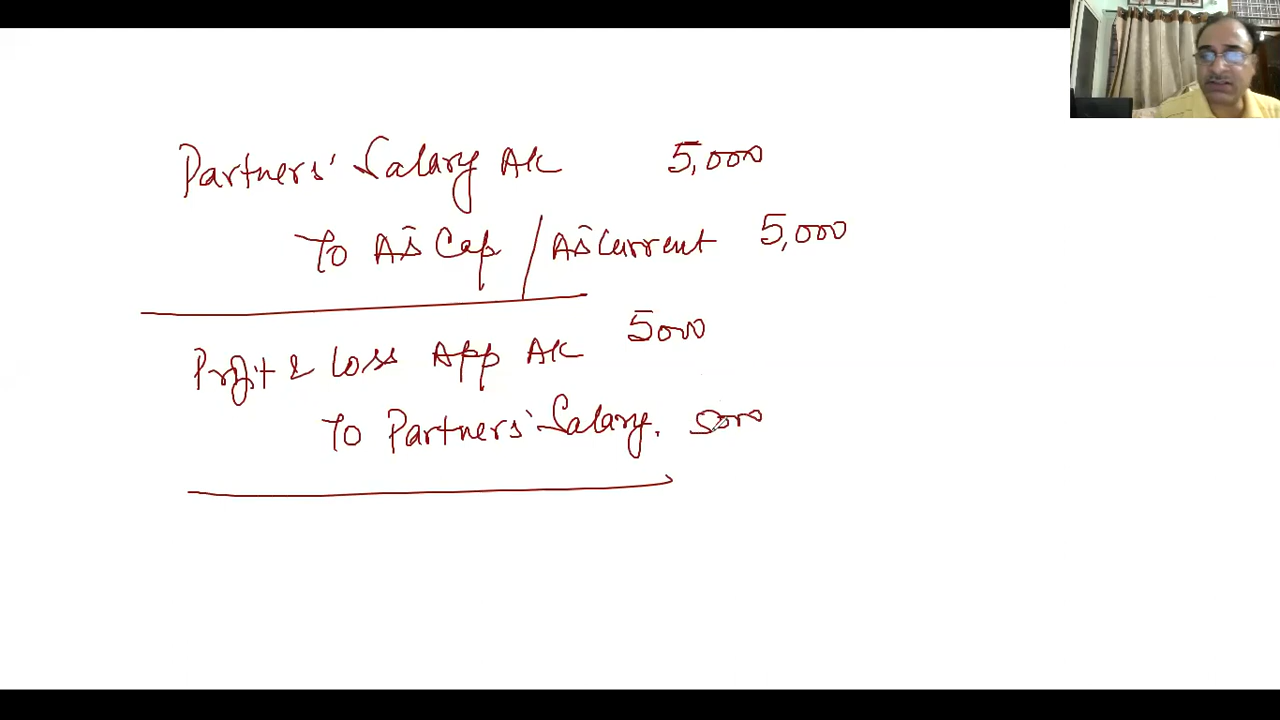 Partners' Salary A/c 5,000
To A's Cap / A's Current 5,000
Profit & Loss App A/c 5000
To Partners' Salary. 5000